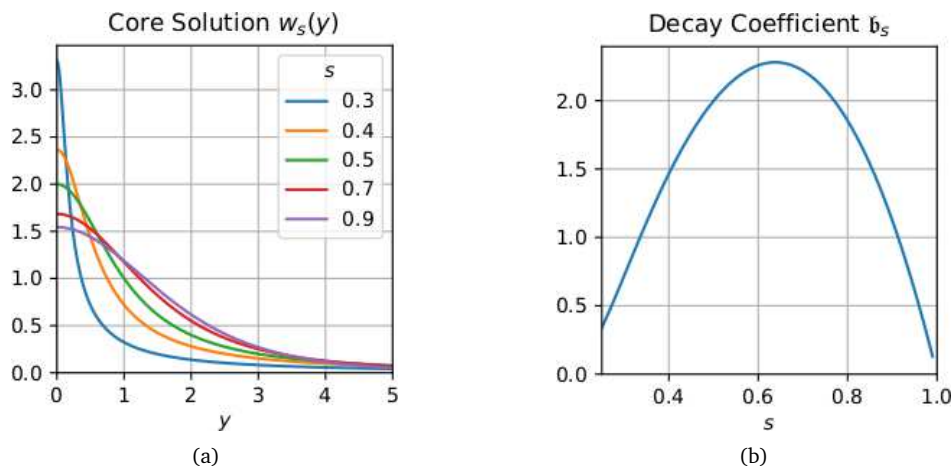 Core Solution w_s(y)
3.0
2.5
2.0
1.5
1.0
0.5
0.0
0 1 2 3 4 5
y
s
0.3
0.4
0.5
0.7
0.9
(a)
Decay Coefficient 𝔟_s
2.0
1.5
1.0
0.5
0.0
0.4 0.6 0.8 1.0
s
(b)